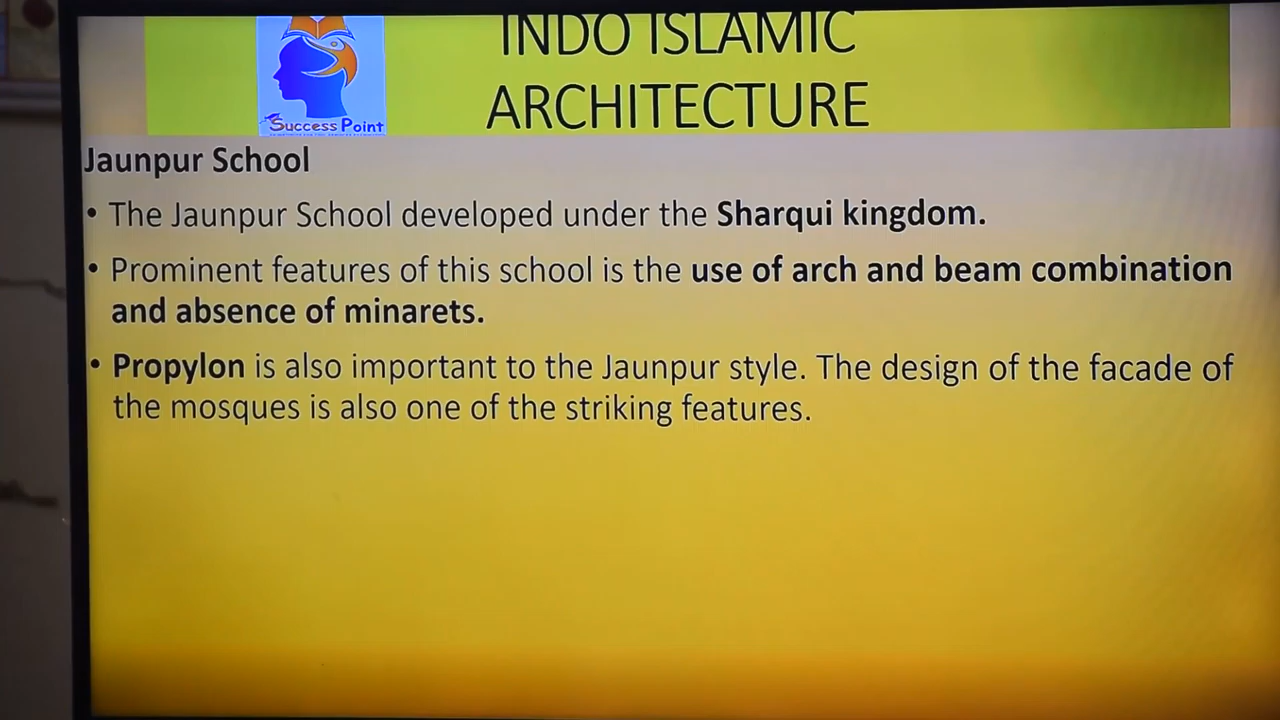 INDO ISLAMIC
ARCHITECTURE
Success Point
Jaunpur School
• The Jaunpur School developed under the Sharqui kingdom.
• Prominent features of this school is the use of arch and beam combination
and absence of minarets.
• Propylon is also important to the Jaunpur style. The design of the facade of
the mosques is also one of the striking features.